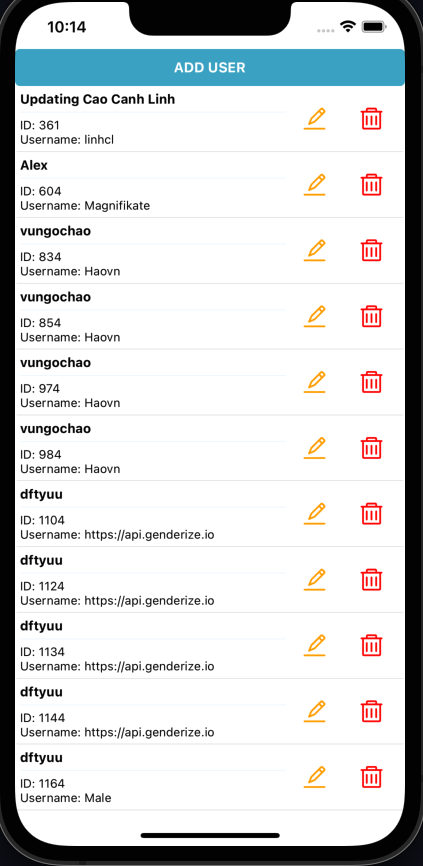 10:14
ADD USER
Updating Cao Canh Linh
ID: 361
Username: linhcl
Alex
ID: 604
Username: Magnifikate
vungochao
ID: 834
Username: Haovn
vungochao
ID: 854
Username: Haovn
vungochao
ID: 974
Username: Haovn
vungochao
ID: 984
Username: Haovn
dftyuu
ID: 1104
Username: https://api.genderize.io
dftyuu
ID: 1124
Username: https://api.genderize.io
dftyuu
ID: 1134
Username: https://api.genderize.io
dftyuu
ID: 1144
Username: https://api.genderize.io
dftyuu
ID: 1164
Username: Male